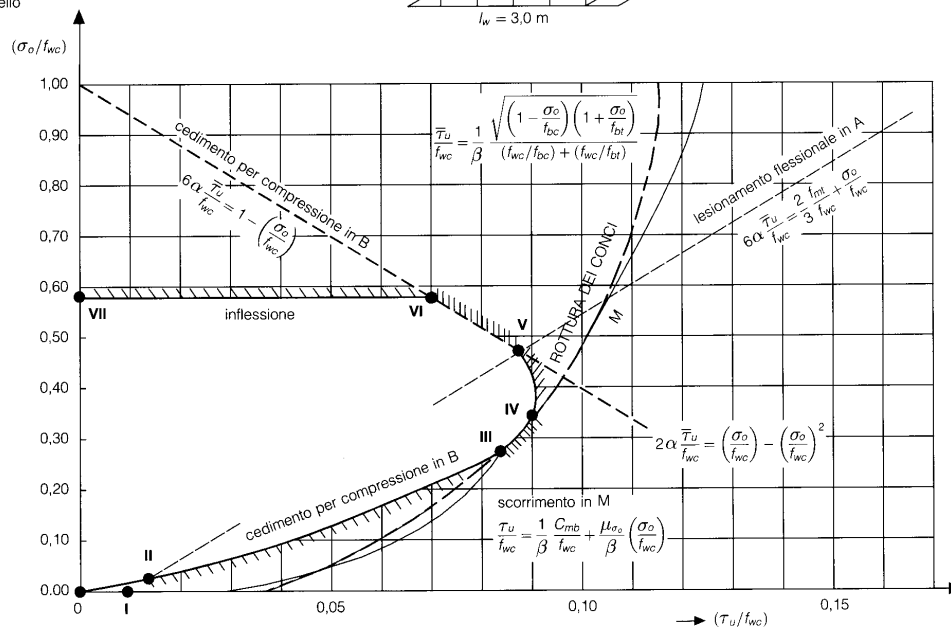 ello
l_w = 3,0 m
(σ_o/f_wc)
1,00
0,90
0,80
0,70
0,60
0,50
0,40
0,30
0,20
0,10
0.00
0
0,05
0,10
0,15
(τ_u/f_wc)
cedimento per compressione in B
6α τ̅_u/f_wc = 1 − (σ_o/f_wc)
τ̅_u/f_wc = 1/β √((1 − σ_o/f_bc)(1 + σ_o/f_bt)) / ((f_wc/f_bc) + (f_wc/f_bt))
lesionamento flessionale in A
6α τ̅_u/f_wc = 2/3 f_mt/f_wc + σ_o/f_wc
ROTTURA DEI CONCI
M
VII
inflessione
VI
V
IV
III
2α τ̅_u/f_wc = (σ_o/f_wc) − (σ_o/f_wc)²
cedimento per compressione in B
scorrimento in M
τ_u/f_wc = 1/β C_mb/f_wc + μ_σo/β (σ_o/f_wc)
II
I